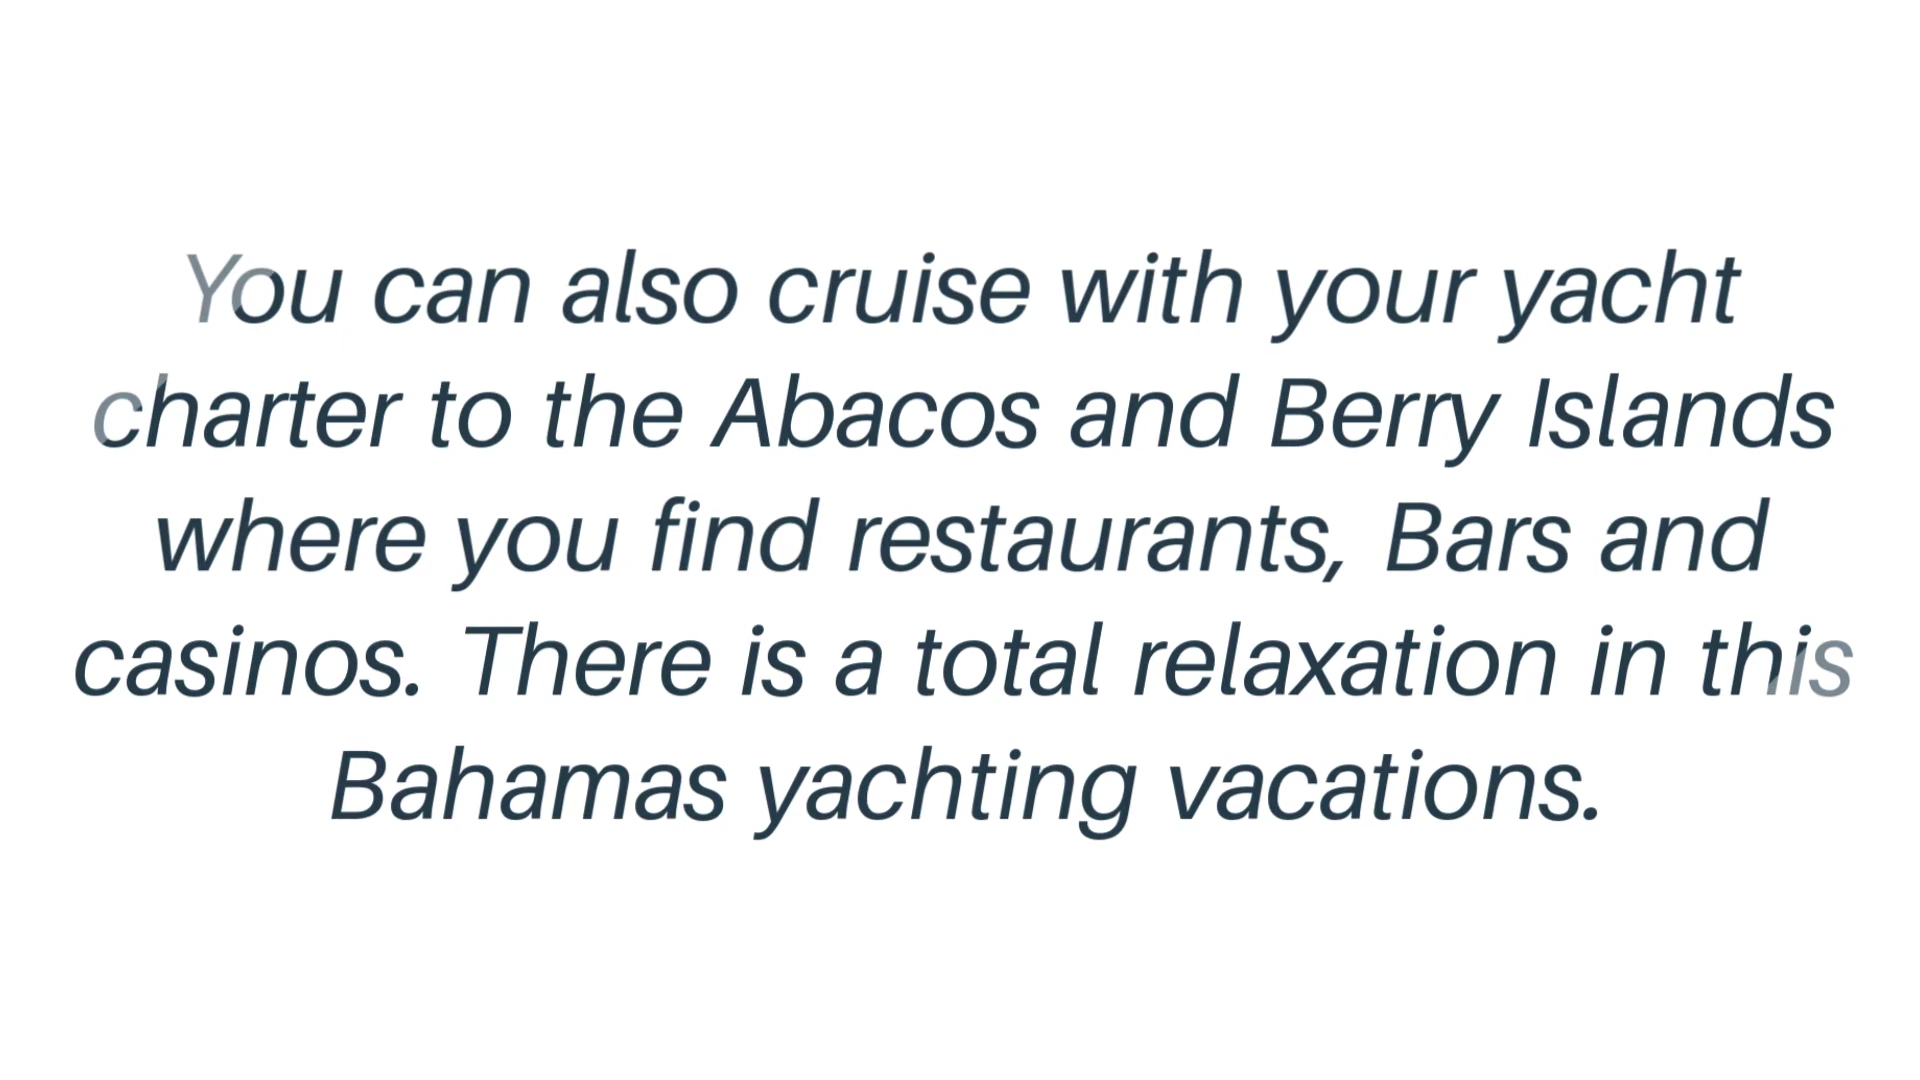 You can also cruise with your yacht
charter to the Abacos and Berry Islands
where you find restaurants, Bars and
casinos. There is a total relaxation in this
Bahamas yachting vacations.